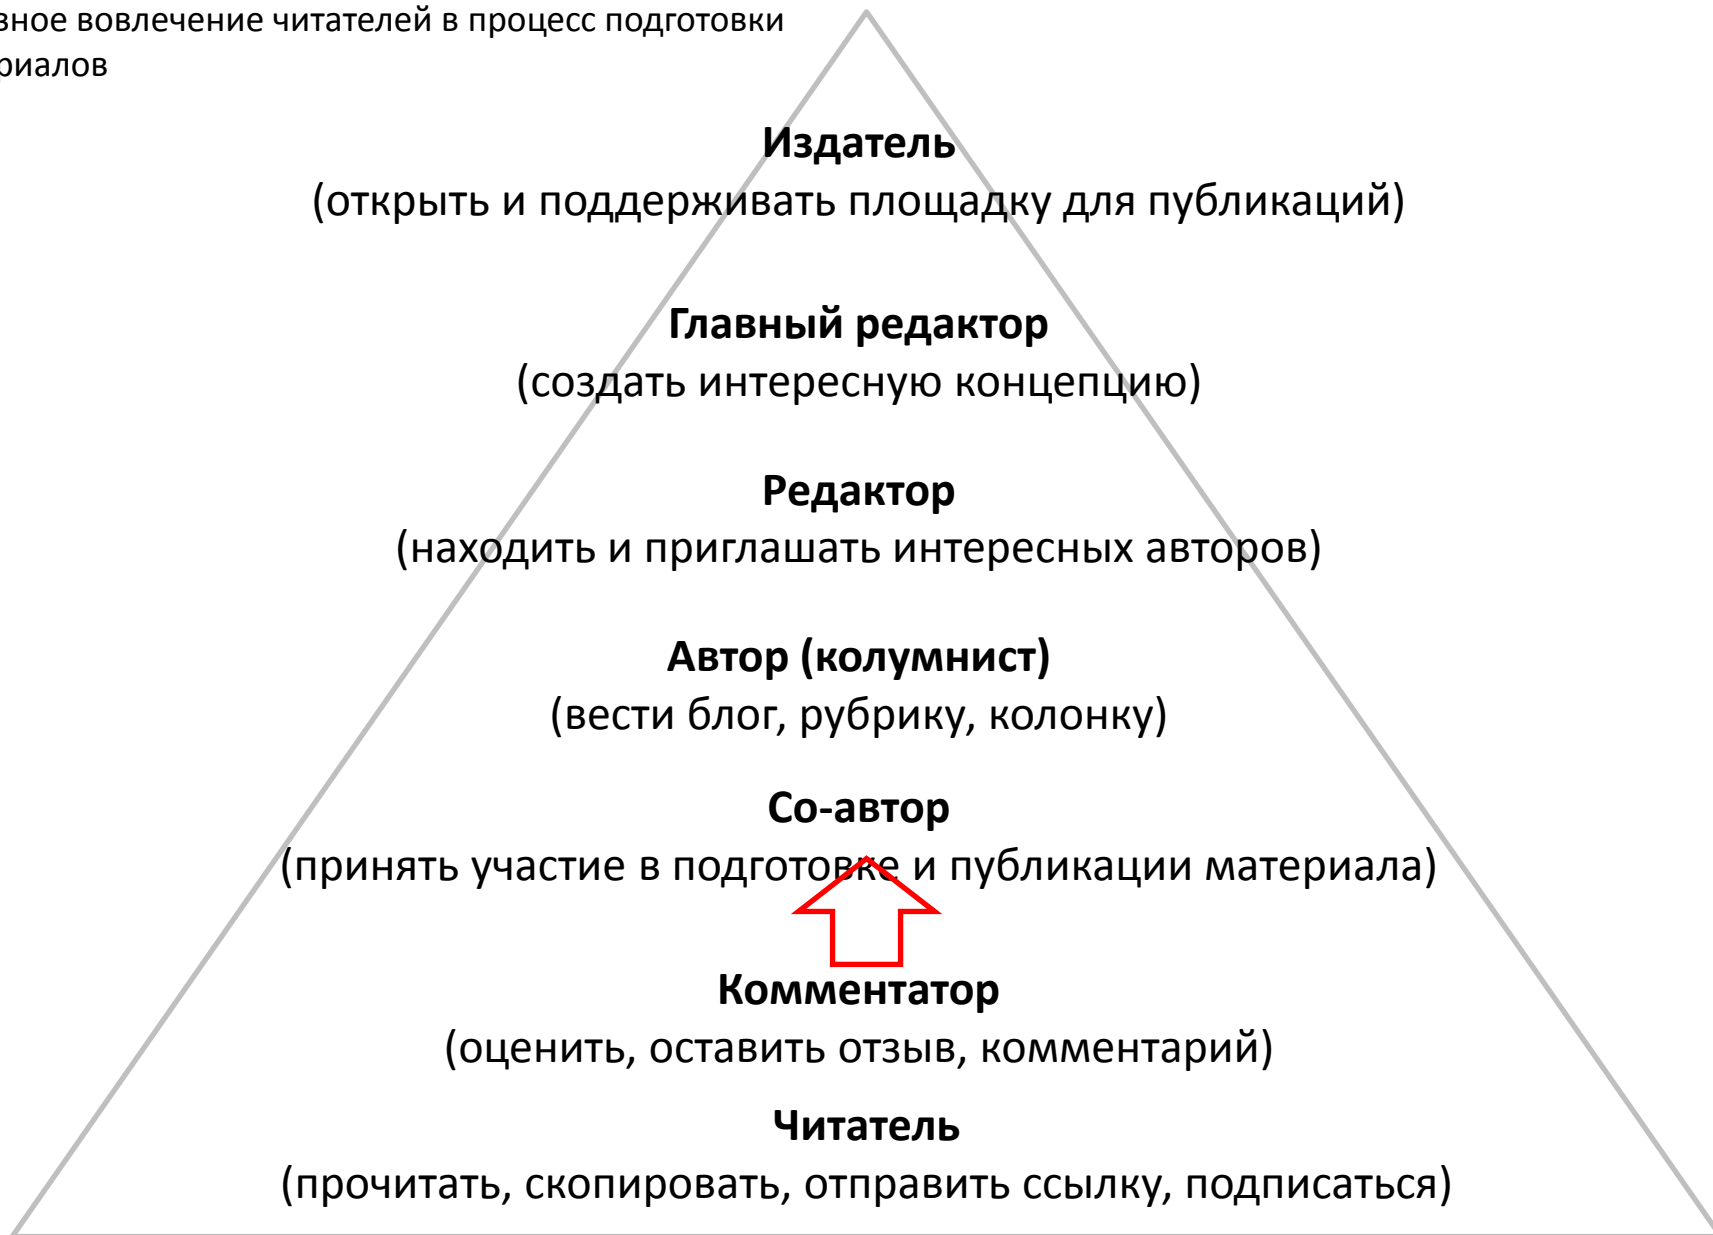 вное вовлечение читателей в процесс подготовки
риалов
Издатель
(открыть и поддерживать площадку для публикаций)
Главный редактор
(создать интересную концепцию)
Редактор
(находить и приглашать интересных авторов)
Автор (колумнист)
(вести блог, рубрику, колонку)
Со-автор
(принять участие в подготовке и публикации материала)
Комментатор
(оценить, оставить отзыв, комментарий)
Читатель
(прочитать, скопировать, отправить ссылку, подписаться)